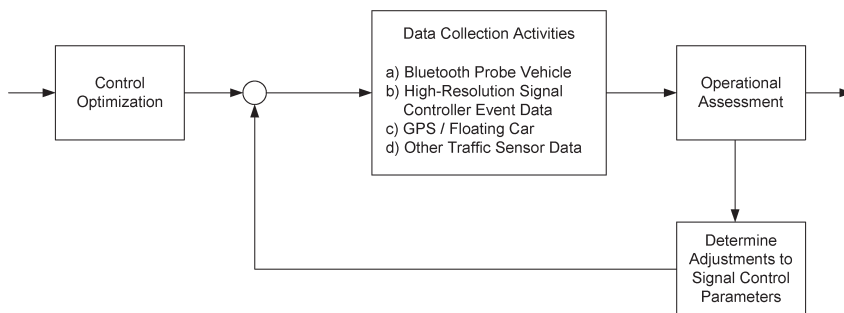 Control
Optimization
Data Collection Activities
a) Bluetooth Probe Vehicle
b) High-Resolution Signal
Controller Event Data
c) GPS / Floating Car
d) Other Traffic Sensor Data
Operational
Assessment
Determine
Adjustments to
Signal Control
Parameters